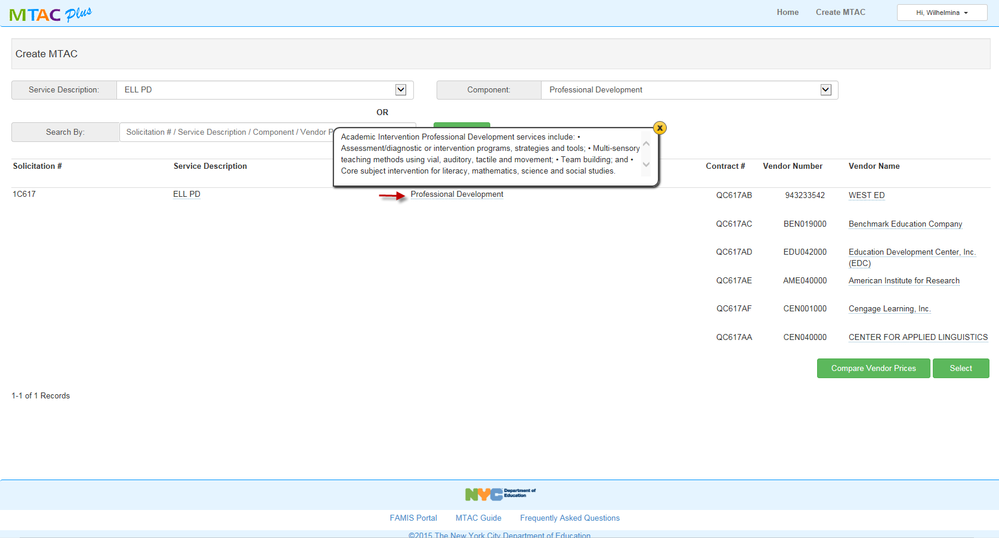 MTAC Plus
Home
Create MTAC
Hi, Wilhelmina
Create MTAC
Service Description:
ELL PD
Component:
Professional Development
OR
Search By:
Solicitation # / Service Description / Component / Vendor P
X
Academic Intervention Professional Development services include: •
Assessment/diagnostic or intervention programs, strategies and tools; • Multi-sensory
teaching methods using vial, auditory, tactile and movement; • Team building; and •
Core subject intervention for literacy, mathematics, science and social studies.
Solicitation #
Service Description
Contract #
Vendor Number
Vendor Name
1C617
ELL PD
Professional Development
QC617AB
943233542
WEST ED
QC617AC
BEN019000
Benchmark Education Company
QC617AD
EDU042000
Education Development Center, Inc.
(EDC)
QC617AE
AME040000
American Institute for Research
QC617AF
CEN001000
Cengage Learning, Inc.
QC617AA
CEN040000
CENTER FOR APPLIED LINGUISTICS
Compare Vendor Prices
Select
1-1 of 1 Records
NYC Department of
Education
FAMIS Portal
MTAC Guide
Frequently Asked Questions
©2015 The New York City Department of Education